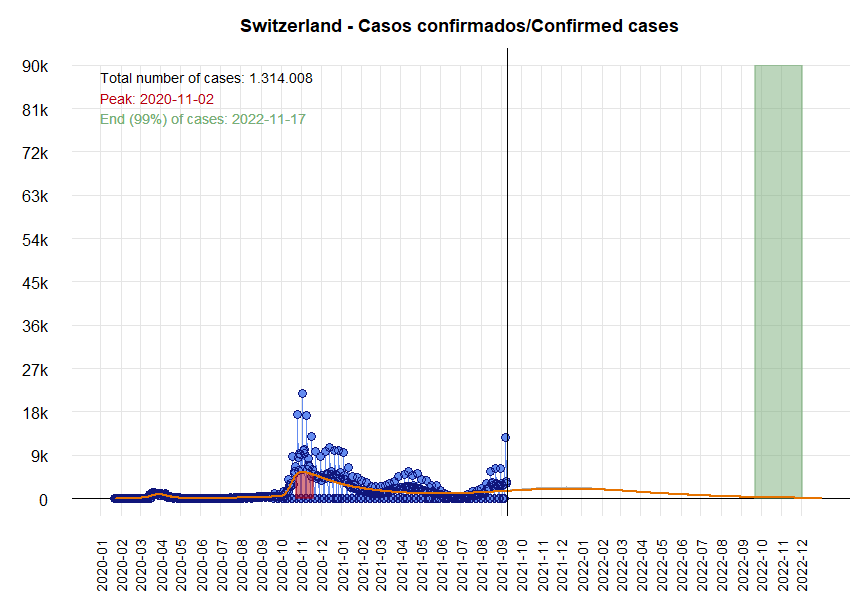 Switzerland - Casos confirmados/Confirmed cases
90k
Total number of cases: 1.314.008
Peak: 2020-11-02
End (99%) of cases: 2022-11-17
81k
72k
63k
54k
45k
36k
27k
18k
9k
0
2020-01
2020-02
2020-03
2020-04
2020-05
2020-06
2020-07
2020-08
2020-09
2020-10
2020-11
2020-12
2021-01
2021-02
2021-03
2021-04
2021-05
2021-06
2021-07
2021-08
2021-09
2021-10
2021-11
2021-12
2022-01
2022-02
2022-03
2022-04
2022-05
2022-06
2022-07
2022-08
2022-09
2022-10
2022-11
2022-12